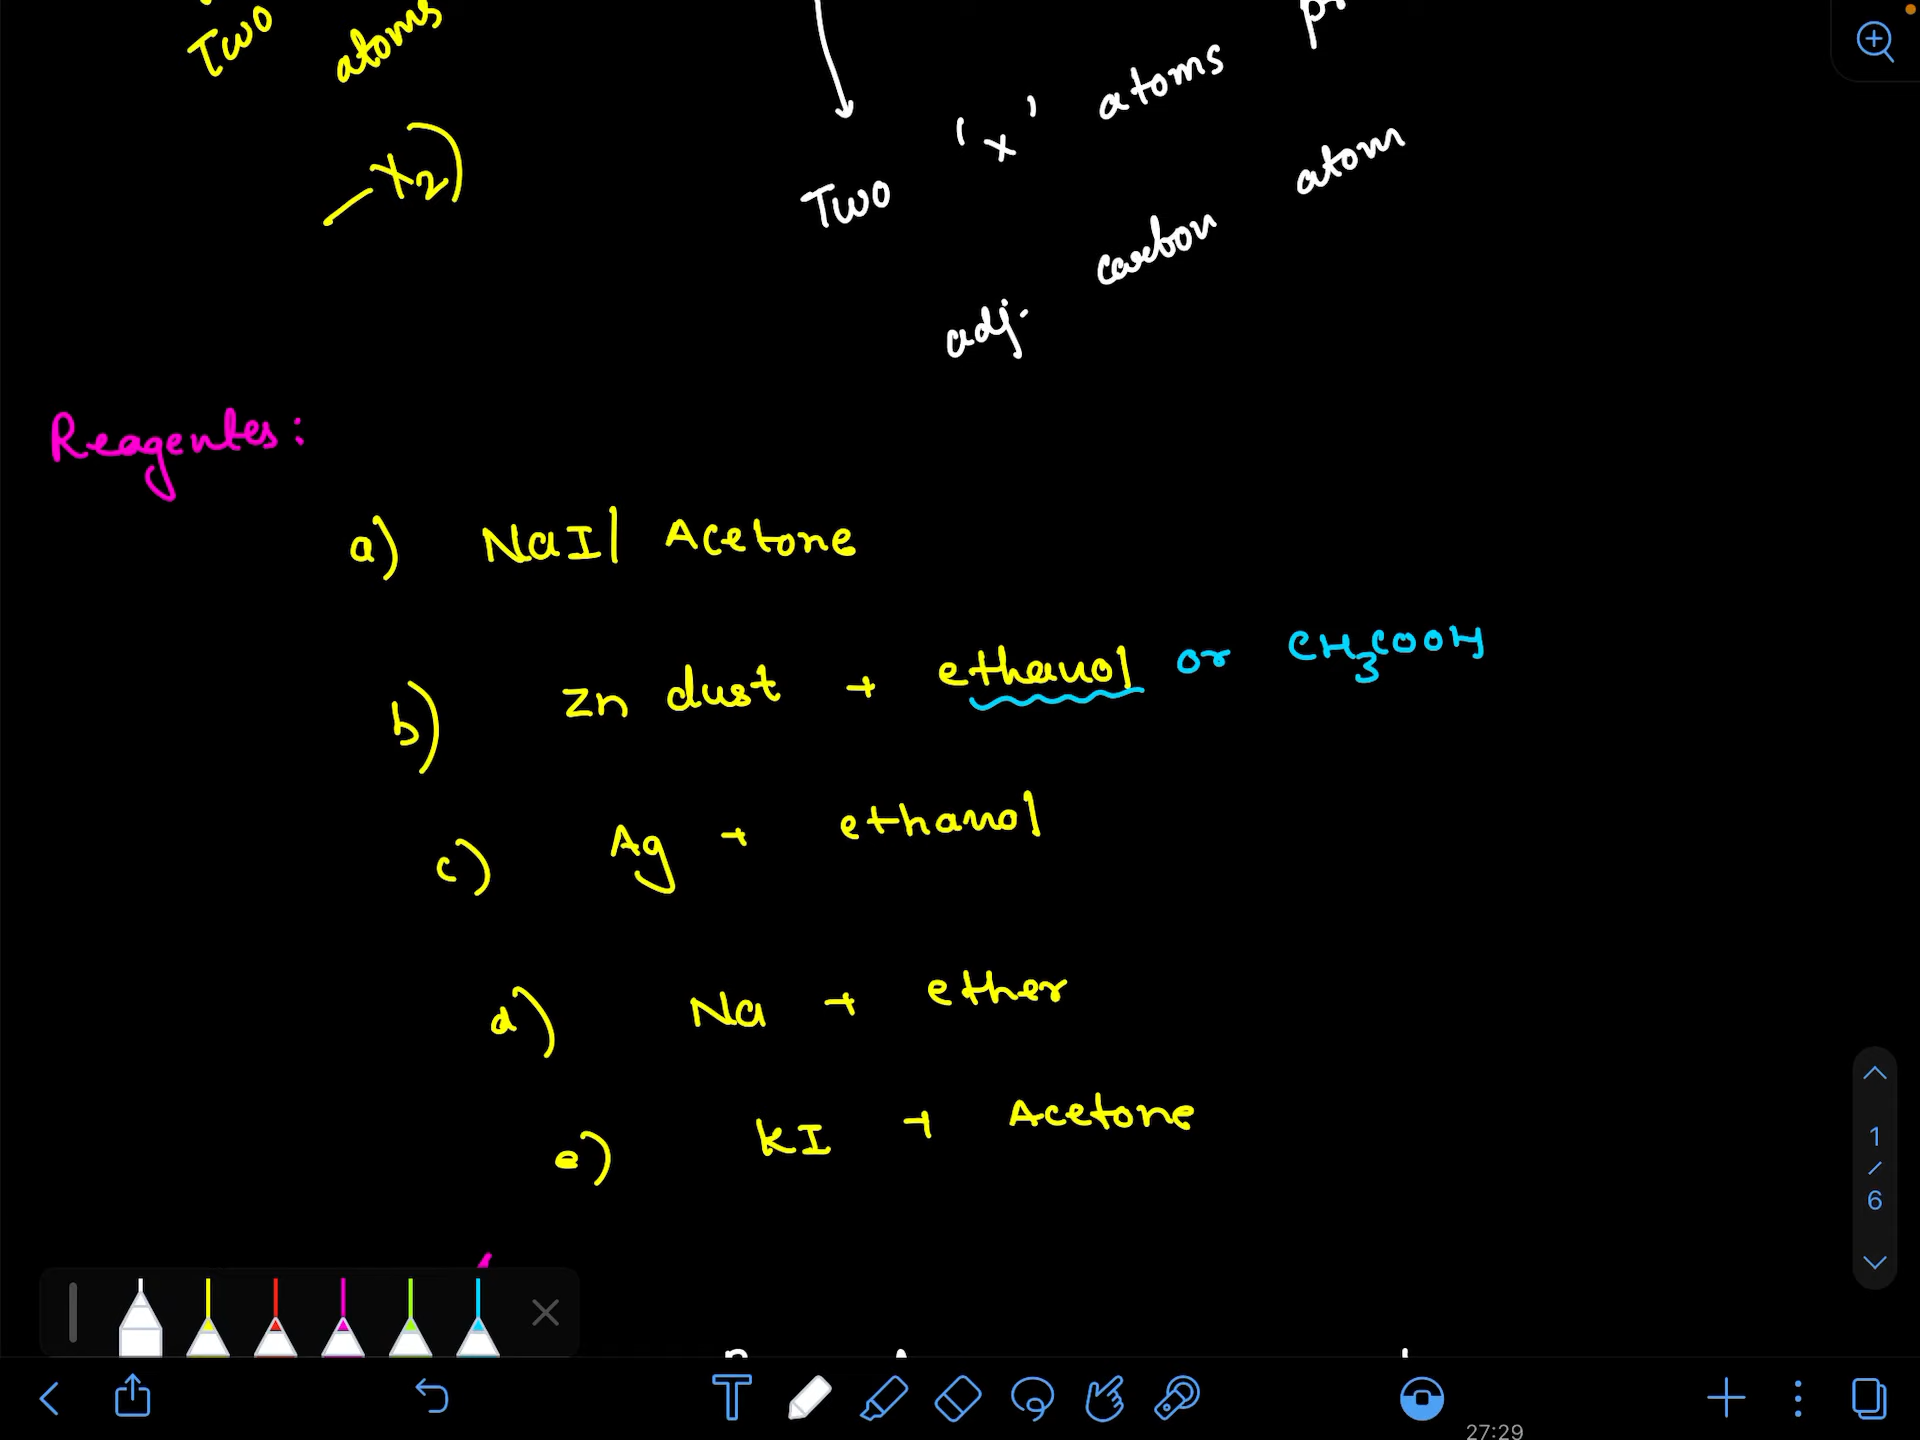 Two atoms
-X2)
Two 'x' atoms
adj. carbon atom
Reagentes:
a) NaI| Acetone
b) Zn dust + ethanol or CH3COOH
c) Ag + ethanol
d) Na + ether
e) KI + Acetone
1
/
6
27:29